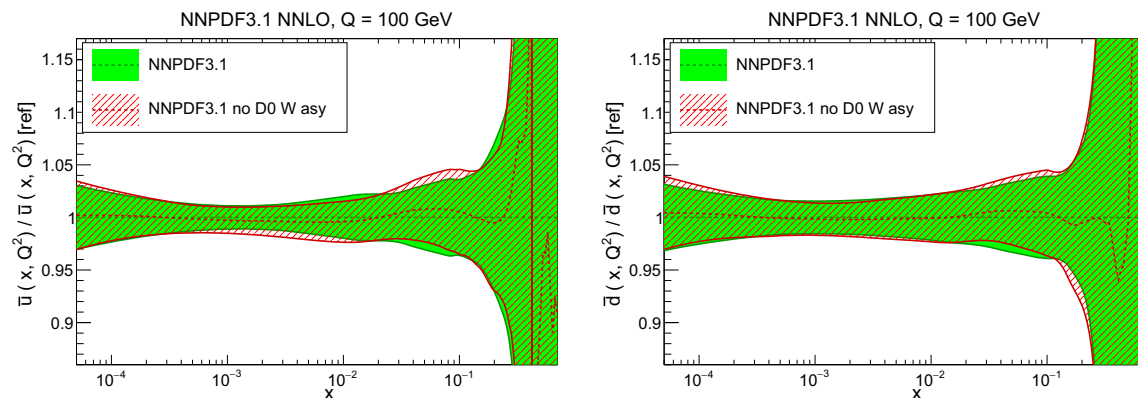 NNPDF3.1 NNLO, Q = 100 GeV
u̅ ( x, Q²) / u̅ ( x, Q²) [ref]
1.15
1.1
1.05
1
0.95
0.9
NNPDF3.1
NNPDF3.1 no D0 W asy
10⁻⁴ 10⁻³ 10⁻² 10⁻¹
x
NNPDF3.1 NNLO, Q = 100 GeV
d̅ ( x, Q²) / d̅ ( x, Q²) [ref]
1.15
1.1
1.05
1
0.95
0.9
NNPDF3.1
NNPDF3.1 no D0 W asy
10⁻⁴ 10⁻³ 10⁻² 10⁻¹
x